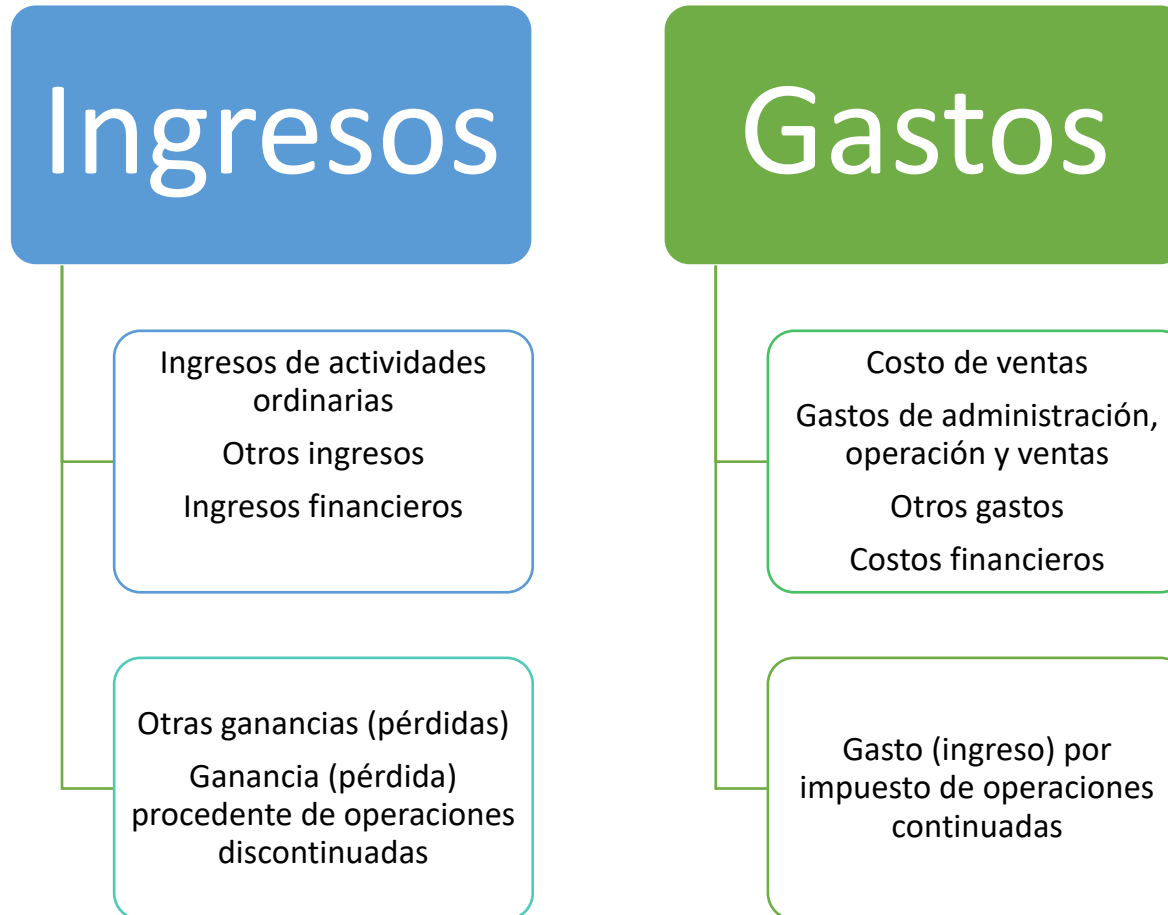 Ingresos
Ingresos de actividades
ordinarias
Otros ingresos
Ingresos financieros
Otras ganancias (pérdidas)
Ganancia (pérdida)
procedente de operaciones
discontinuadas
Gastos
Costo de ventas
Gastos de administración,
operación y ventas
Otros gastos
Costos financieros
Gasto (ingreso) por
impuesto de operaciones
continuadas